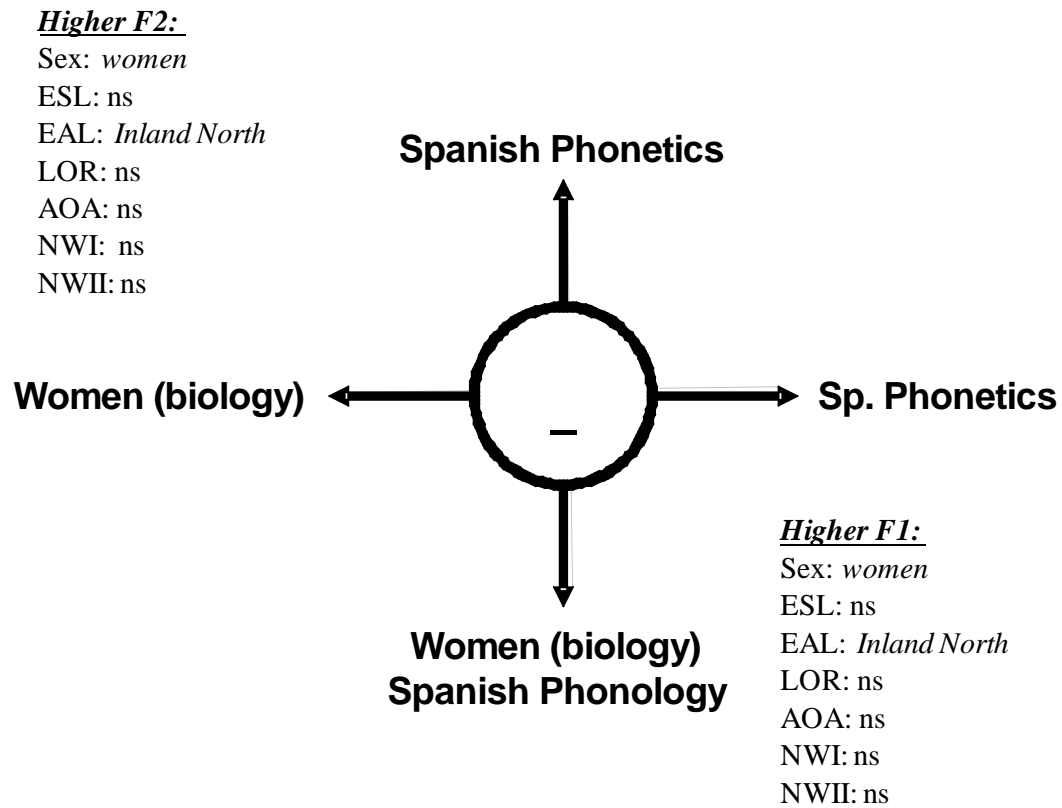 Higher F2:
Sex: women
ESL: ns
EAL: Inland North
LOR: ns
AOA: ns
NWI: ns
NWII: ns
Spanish Phonetics
Women (biology)
Sp. Phonetics
Women (biology)
Spanish Phonology
Higher F1:
Sex: women
ESL: ns
EAL: Inland North
LOR: ns
AOA: ns
NWI: ns
NWII: ns